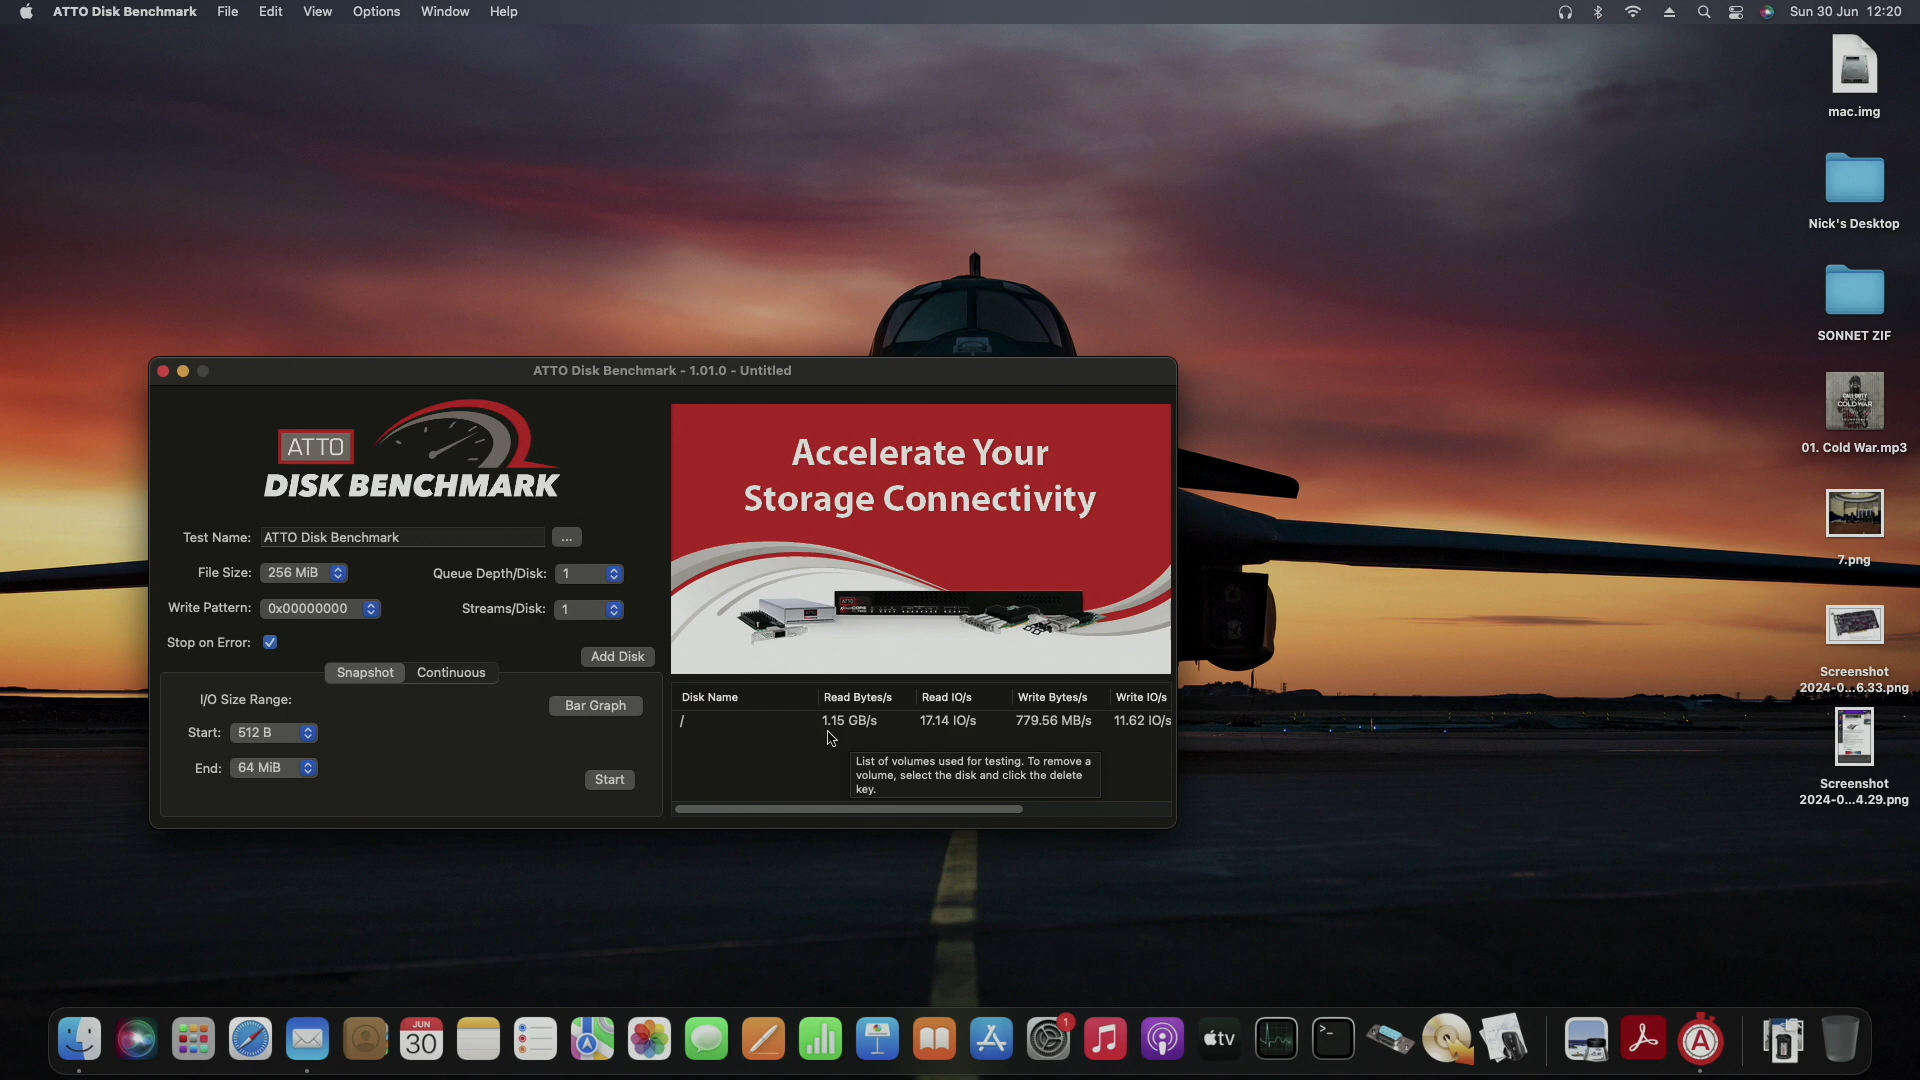 ATTO Disk Benchmark File Edit View Options Window Help
Sun 30 Jun 12:20
mac.img
Nick's Desktop
SONNET ZIF
CALL OF DUTY
COLD WAR
01. Cold War.mp3
7.png
Screenshot
2024-0...6.33.png
Screenshot
2024-0...4.29.png
ATTO Disk Benchmark - 1.01.0 - Untitled
ATTO
DISK BENCHMARK
Test Name: ATTO Disk Benchmark ...
File Size: 256 MiB Queue Depth/Disk: 1
Write Pattern: 0x00000000 Streams/Disk: 1
Stop on Error:
Add Disk
Snapshot Continuous
I/O Size Range:
Bar Graph
Start: 512 B
End: 64 MiB
Start
Accelerate Your
Storage Connectivity
Disk Name Read Bytes/s Read IO/s Write Bytes/s Write IO/s
/ 1.15 GB/s 17.14 IO/s 779.56 MB/s 11.62 IO/s
List of volumes used for testing. To remove a
volume, select the disk and click the delete
key.
JUN
30
1
tv